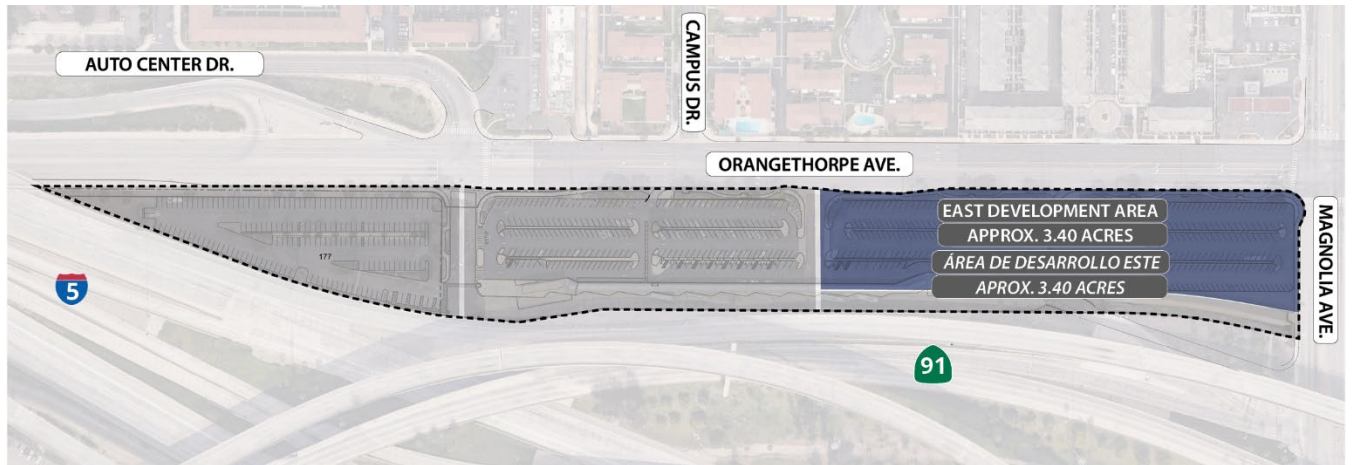 AUTO CENTER DR.
CAMPUS DR.
ORANGETHORPE AVE.
EAST DEVELOPMENT AREA
APPROX. 3.40 ACRES
ÁREA DE DESARROLLO ESTE
APROX. 3.40 ACRES
MAGNOLIA AVE.
177
5
91